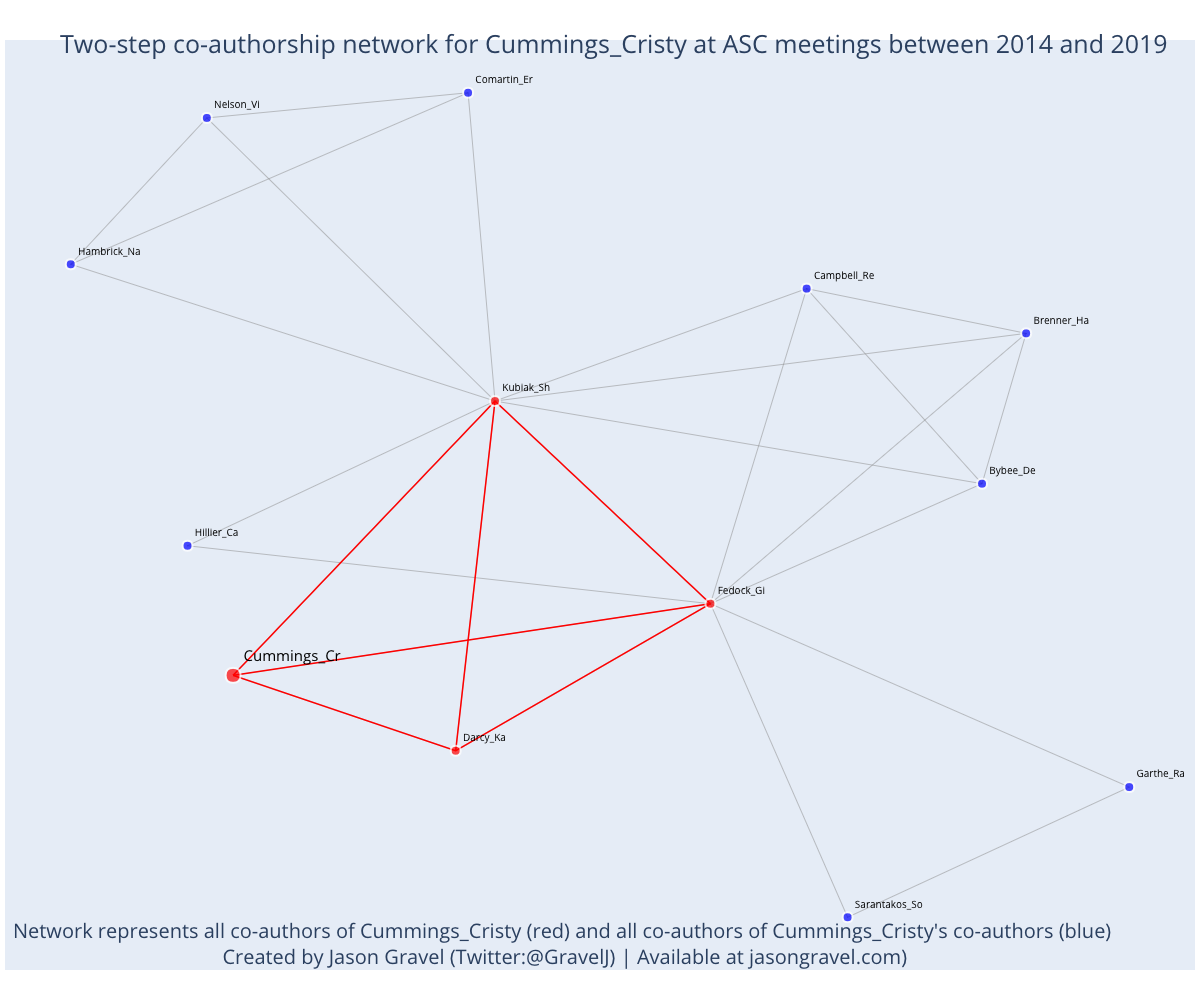 Two-step co-authorship network for Cummings_Cristy at ASC meetings between 2014 and 2019
Comartin_Er
Nelson_Vi
Hambrick_Na
Campbell_Re
Brenner_Ha
Kubiak_Sh
Bybee_De
Hillier_Ca
Fedock_Gi
Cummings_Cr
Darcy_Ka
Garthe_Ra
Sarantakos_So
Network represents all co-authors of Cummings_Cristy (red) and all co-authors of Cummings_Cristy's co-authors (blue)
Created by Jason Gravel (Twitter:@GravelJ) | Available at jasongravel.com)